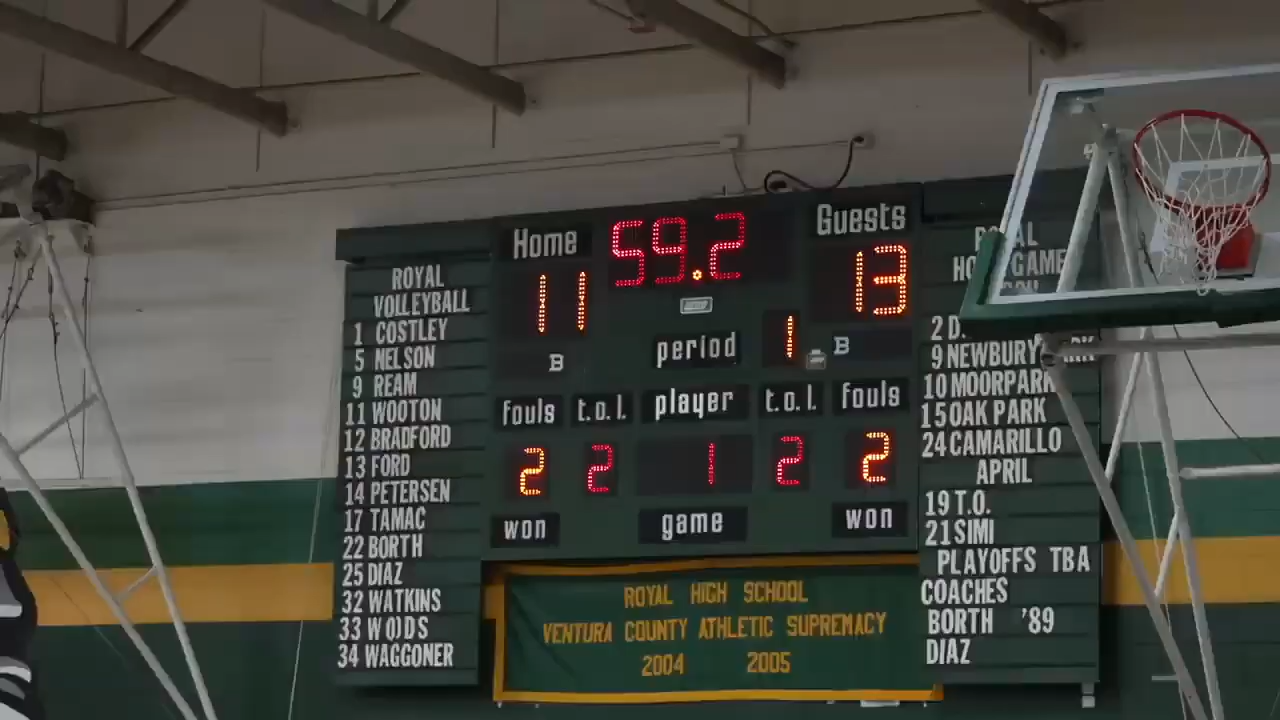 ROYAL
VOLLEYBALL
1 COSTLEY
5 NELSON
9 REAM
11 WOOTON
12 BRADFORD
13 FORD
14 PETERSEN
17 TAMAC
22 BORTH
25 DIAZ
32 WATKINS
33 WOODS
34 WAGGONER
Home
59.2
Guests
11
13
period
1
B
B
fouls
t.o.l.
player
t.o.l.
fouls
2
2
1
2
2
won
game
won
ROYAL HIGH SCHOOL
VENTURA COUNTY ATHLETIC SUPREMACY
2004 2005
GAME
2 D.
9 NEWBURY
10 MOORPARK
15 OAK PARK
24 CAMARILLO
APRIL
19 T.O.
21 SIMI
PLAYOFFS TBA
COACHES
BORTH '89
DIAZ